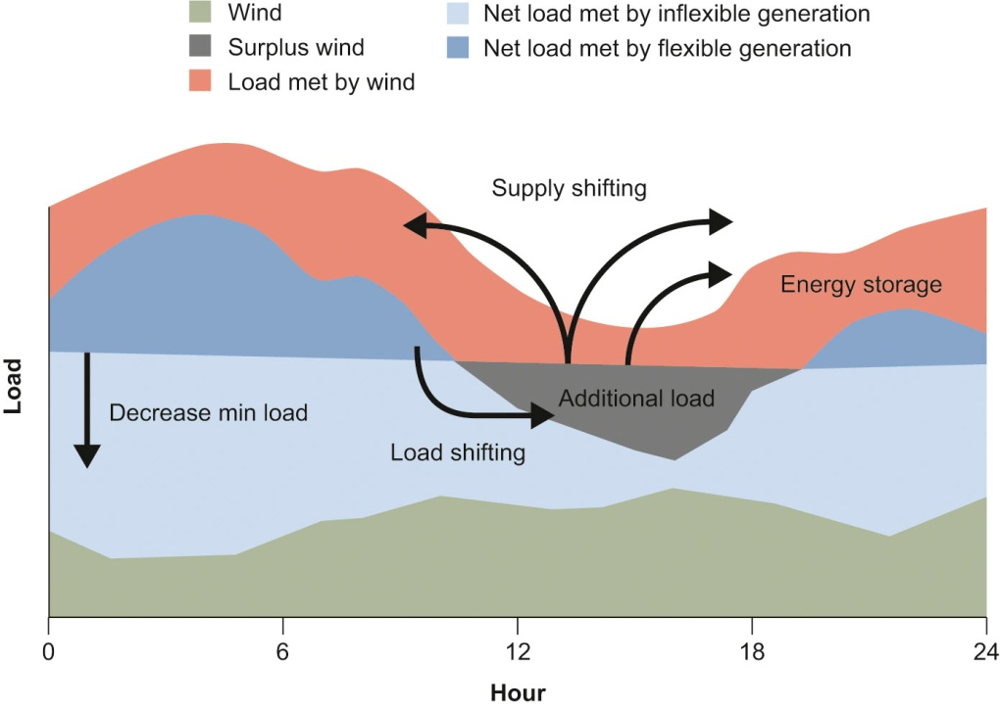 Wind
Surplus wind
Load met by wind
Net load met by inflexible generation
Net load met by flexible generation
Supply shifting
Energy storage
Additional load
Decrease min load
Load shifting
Load
0 6 12 18 24
Hour